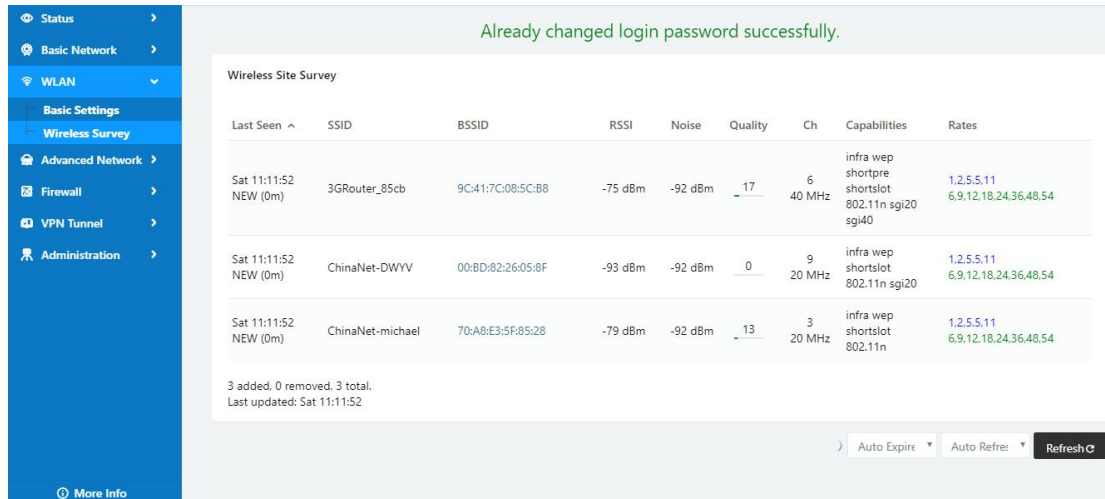 Status
Basic Network
WLAN
Basic Settings
Wireless Survey
Advanced Network
Firewall
VPN Tunnel
Administration
More Info
Already changed login password successfully.
Wireless Site Survey
Last Seen SSID BSSID RSSI Noise Quality Ch Capabilities Rates
Sat 11:11:52
NEW (0m)
3GRouter_85cb
9C:41:7C:08:5C:B8
-75 dBm
-92 dBm
17
6
40 MHz
infra wep
shortpre
shortslot
802.11n sgi20
sgi40
1,2,5.5,11
6,9,12,18,24,36,48,54
Sat 11:11:52
NEW (0m)
ChinaNet-DWYV
00:BD:82:26:05:8F
-93 dBm
-92 dBm
0
9
20 MHz
infra wep
shortslot
802.11n sgi20
1,2,5.5,11
6,9,12,18,24,36,48,54
Sat 11:11:52
NEW (0m)
ChinaNet-michael
70:A8:E3:5F:85:28
-79 dBm
-92 dBm
13
3
20 MHz
infra wep
shortslot
802.11n
1,2,5.5,11
6,9,12,18,24,36,48,54
3 added, 0 removed, 3 total.
Last updated: Sat 11:11:52
Auto Expire Auto Refre: Refresh